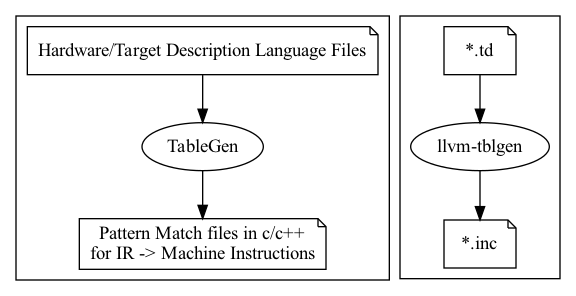 Hardware/Target Description Language Files
TableGen
Pattern Match files in c/c++
for IR -> Machine Instructions
*.td
llvm-tblgen
*.inc